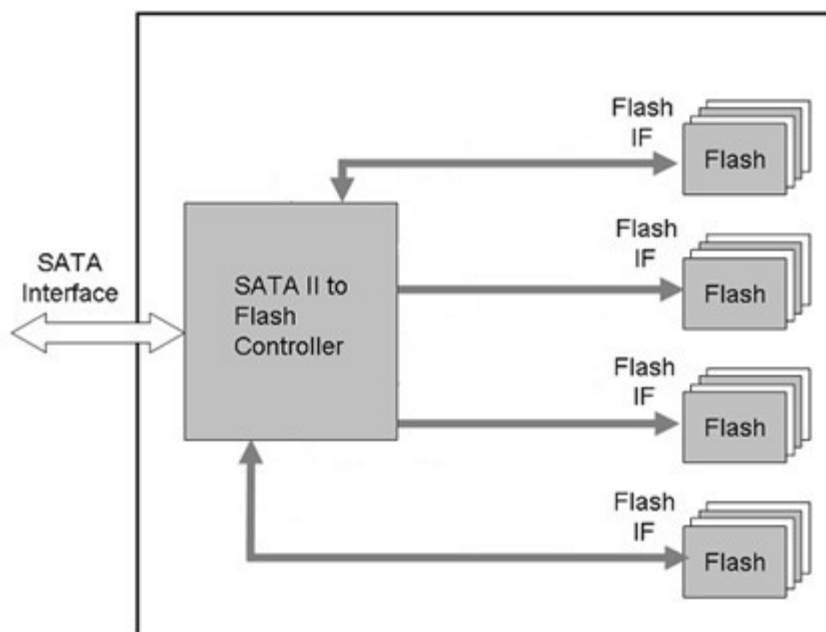 SATA
Interface
SATA II to
Flash
Controller
Flash
IF
Flash
Flash
IF
Flash
Flash
IF
Flash
Flash
IF
Flash